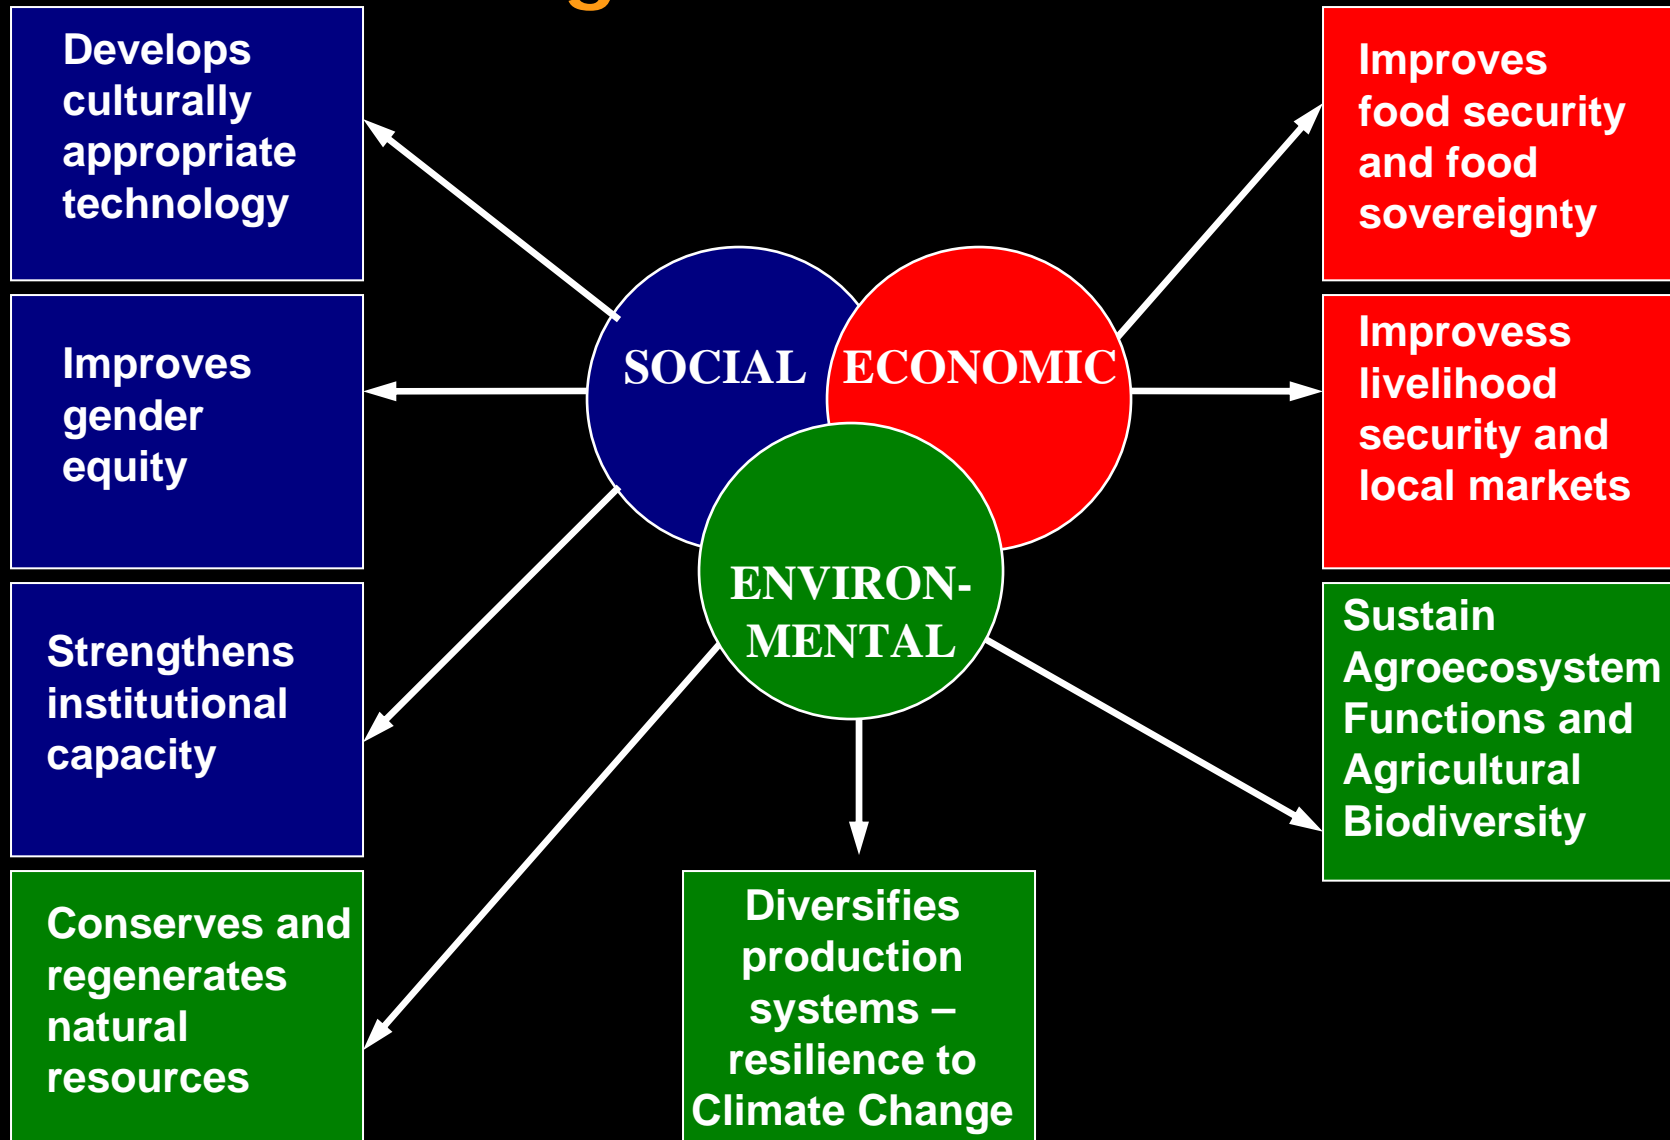 Develops
culturally
appropriate
technology
Improves
gender
equity
Strengthens
institutional
capacity
Conserves and
regenerates
natural
resources
SOCIAL
ECONOMIC
ENVIRON-
MENTAL
Diversifies
production
systems –
resilience to
Climate Change
Improves
food security
and food
sovereignty
Improvess
livelihood
security and
local markets
Sustain
Agroecosystem
Functions and
Agricultural
Biodiversity